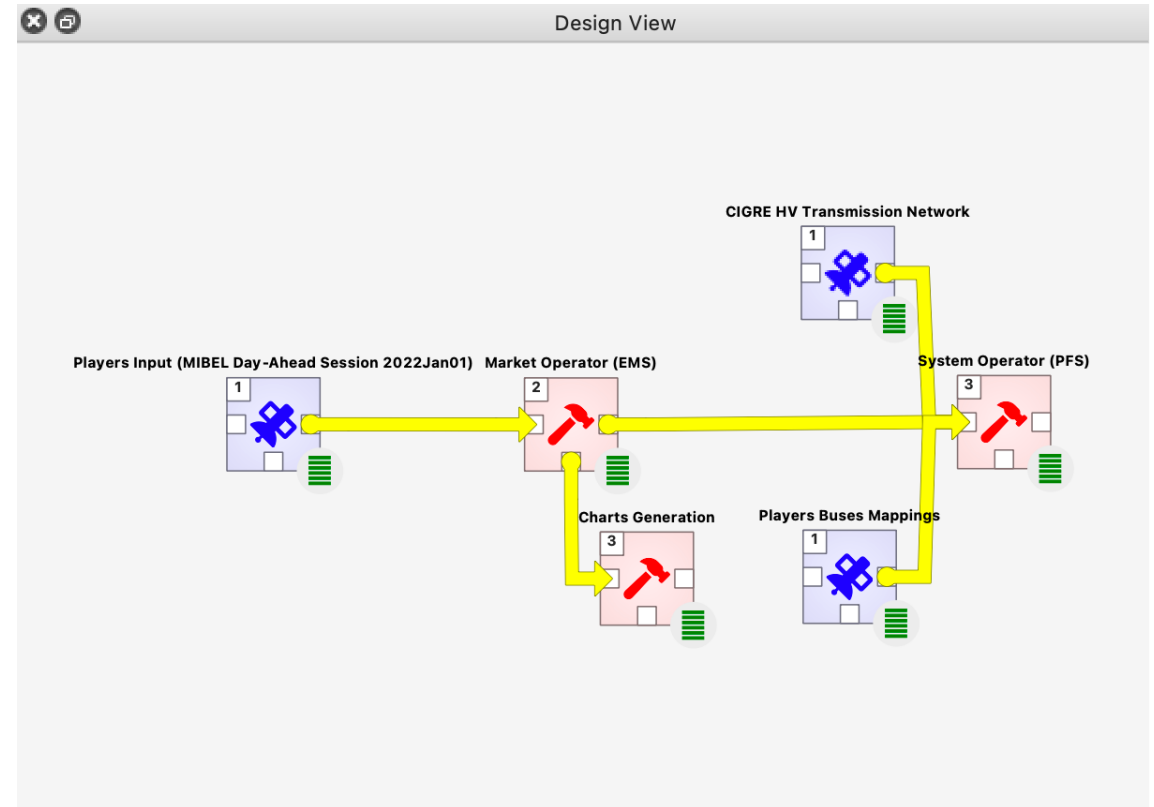 Design View
CIGRE HV Transmission Network
1
Players Input (MIBEL Day-Ahead Session 2022Jan01)
Market Operator (EMS)
System Operator (PFS)
1
2
3
Charts Generation
Players Buses Mappings
3
1